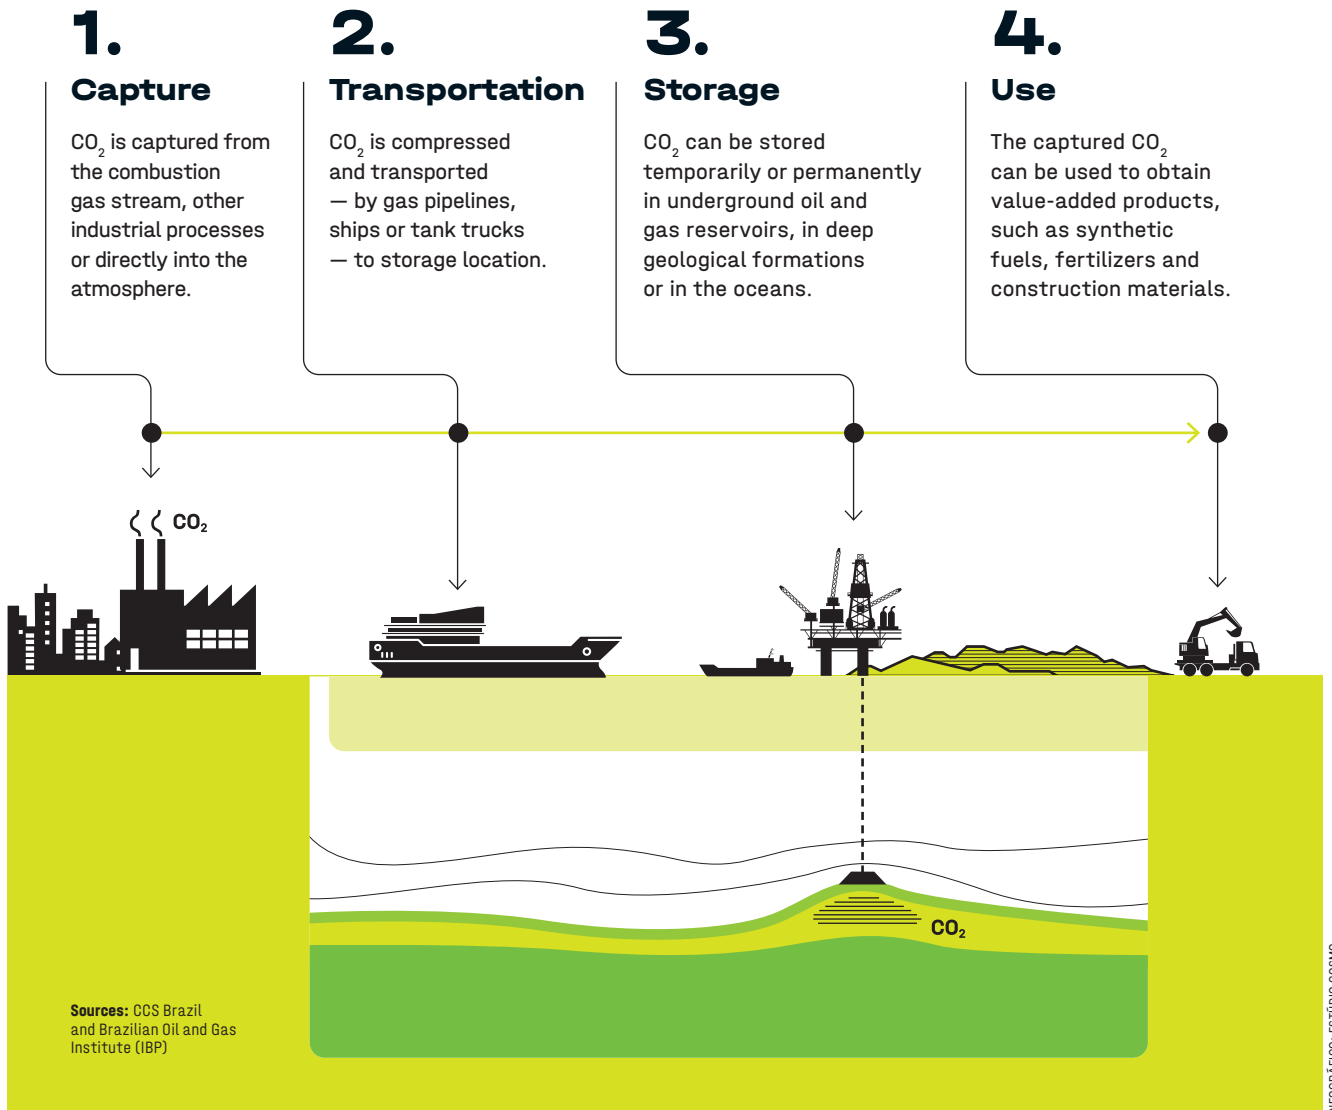 1.
Capture
CO₂ is captured from
the combustion
gas stream, other
industrial processes
or directly into the
atmosphere.
2.
Transportation
CO₂ is compressed
and transported
— by gas pipelines,
ships or tank trucks
— to storage location.
3.
Storage
CO₂ can be stored
temporarily or permanently
in underground oil and
gas reservoirs, in deep
geological formations
or in the oceans.
4.
Use
The captured CO₂
can be used to obtain
value-added products,
such as synthetic
fuels, fertilizers and
construction materials.
CO₂
CO₂
Sources: CCS Brazil
and Brazilian Oil and Gas
Institute (IBP)